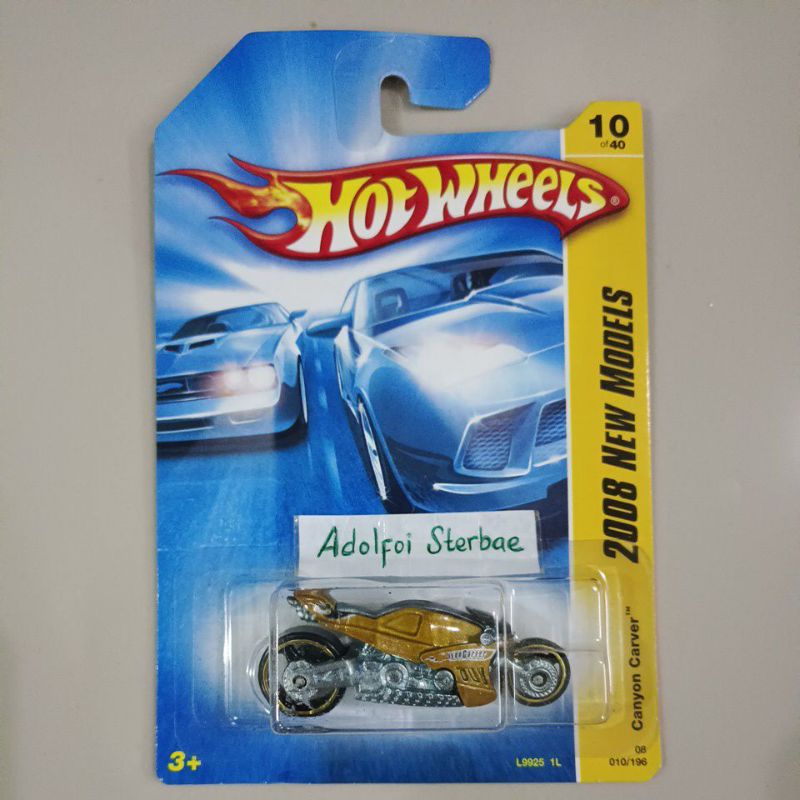 10
of 40
HOT WHEELS®
2008 NEW MODELS
Adolfoi Sterbae
Canyon Carver™
3+
L9925 1L
08
010/196